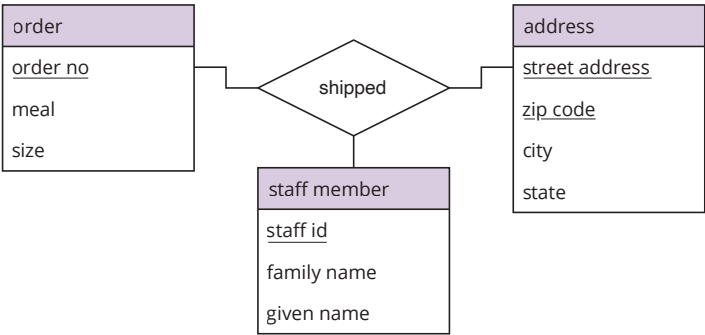 order
order no
meal
size
shipped
address
street address
zip code
city
state
staff member
staff id
family name
given name